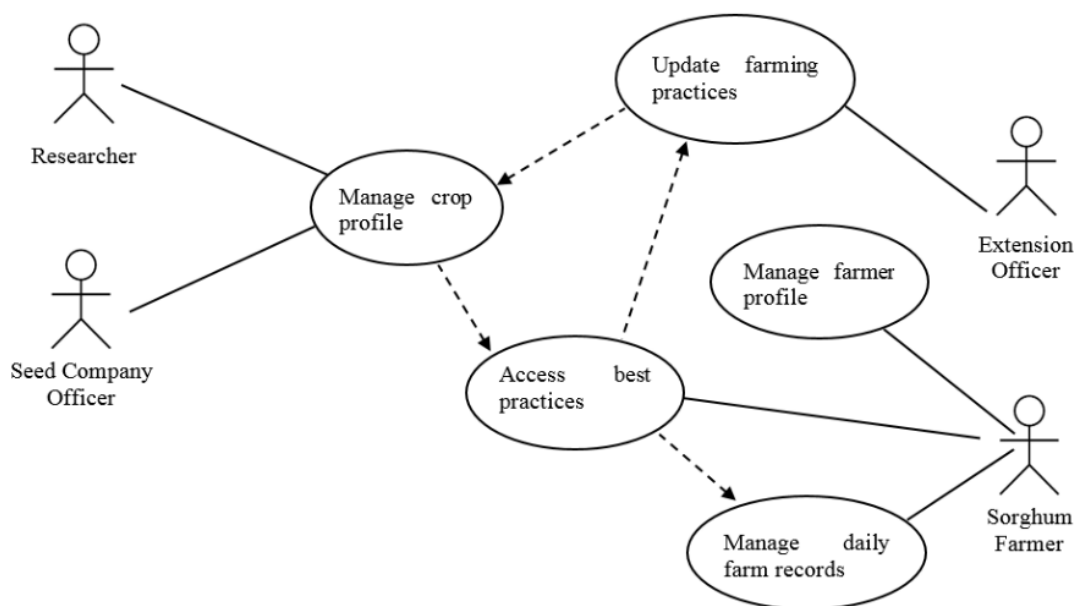 Update farming
practices
Researcher
Manage crop
profile
Extension
Officer
Manage farmer
profile
Seed Company
Officer
Access best
practices
Sorghum
Farmer
Manage daily
farm records